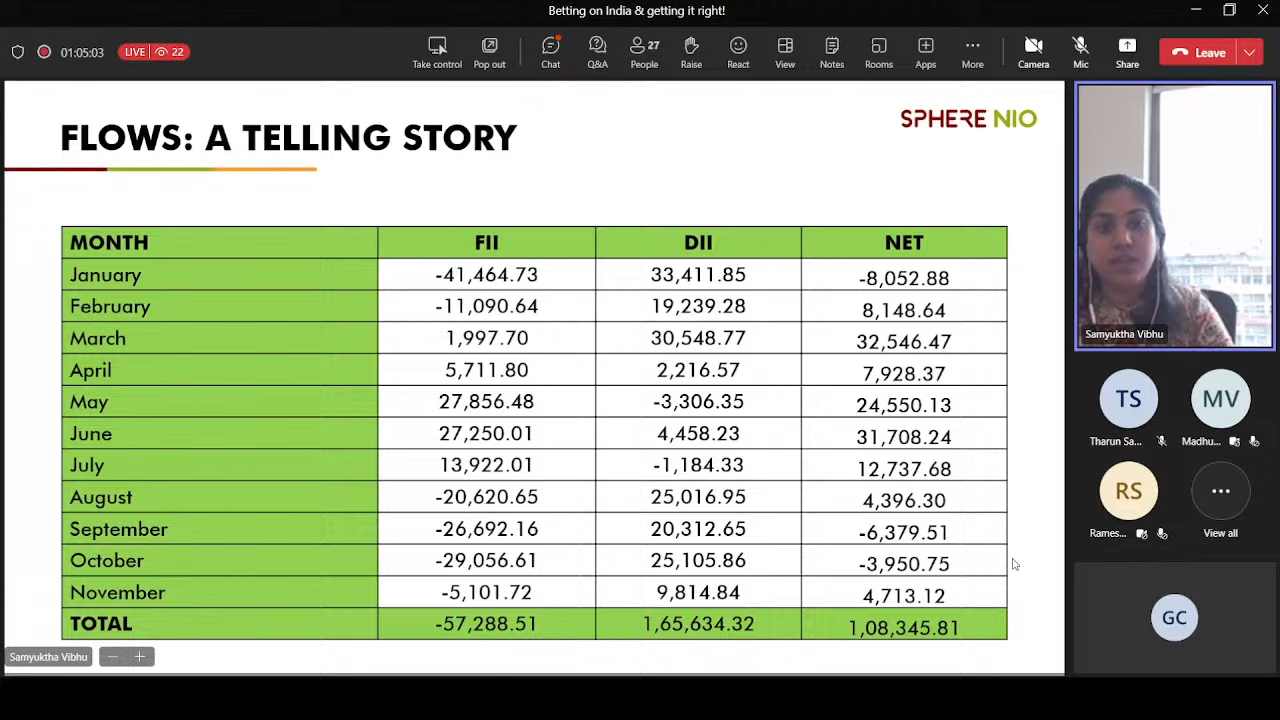 Betting on India & getting it right!
01:05:03 LIVE 22 Take control Pop out Chat Q&A 27 People Raise React View Notes Rooms Apps More Camera Mic Share Leave
FLOWS: A TELLING STORY
SPHERE NIO
MONTH FII DII NET
January -41,464.73 33,411.85 -8,052.88
February -11,090.64 19,239.28 8,148.64
March 1,997.70 30,548.77 32,546.47
April 5,711.80 2,216.57 7,928.37
May 27,856.48 -3,306.35 24,550.13
June 27,250.01 4,458.23 31,708.24
July 13,922.01 -1,184.33 12,737.68
August -20,620.65 25,016.95 4,396.30
September -26,692.16 20,312.65 -6,379.51
October -29,056.61 25,105.86 -3,950.75
November -5,101.72 9,814.84 4,713.12
TOTAL -57,288.51 1,65,634.32 1,08,345.81
Samyuktha Vibhu
Samyuktha Vibhu
TS MV
Tharun Sa... Madhu...
RS
Rames... View all
GC